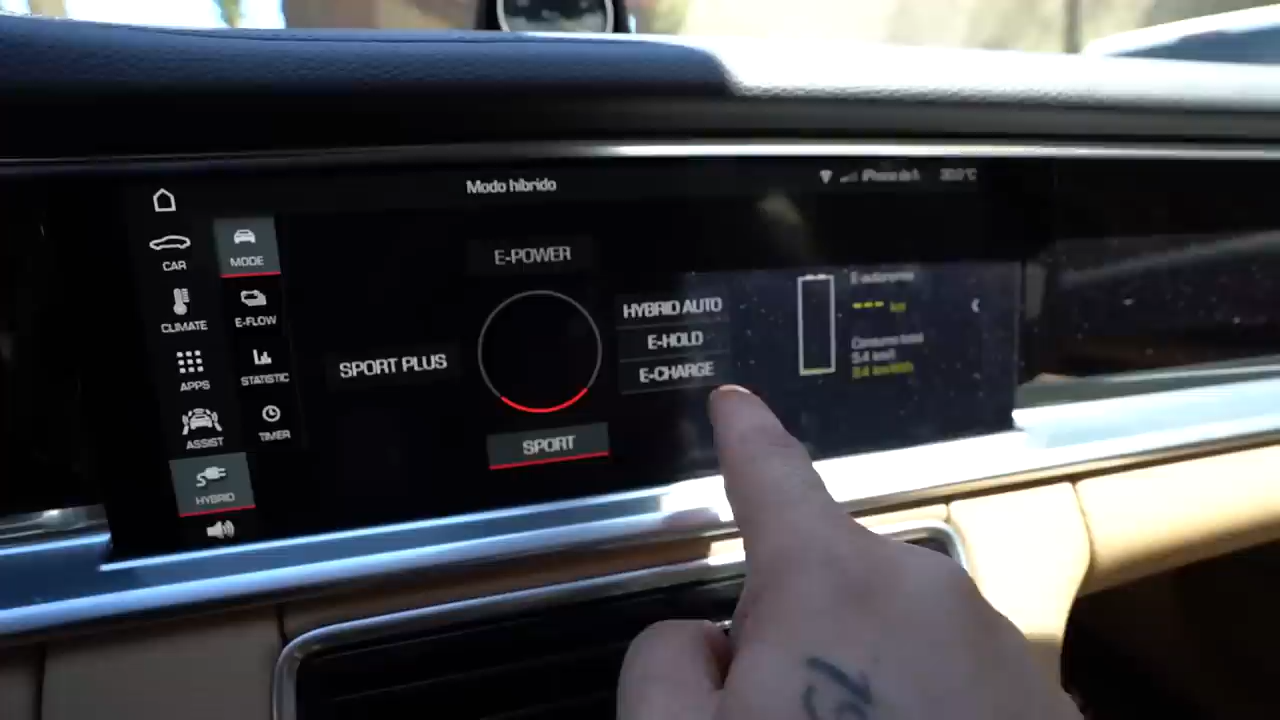 Modo híbrido
CAR
CLIMATE
APPS
ASSIST
HYBRID
MODE
E-FLOW
STATISTIC
TIMER
E-POWER
SPORT PLUS
HYBRID AUTO
E-HOLD
E-CHARGE
SPORT
--- km
Consumo total